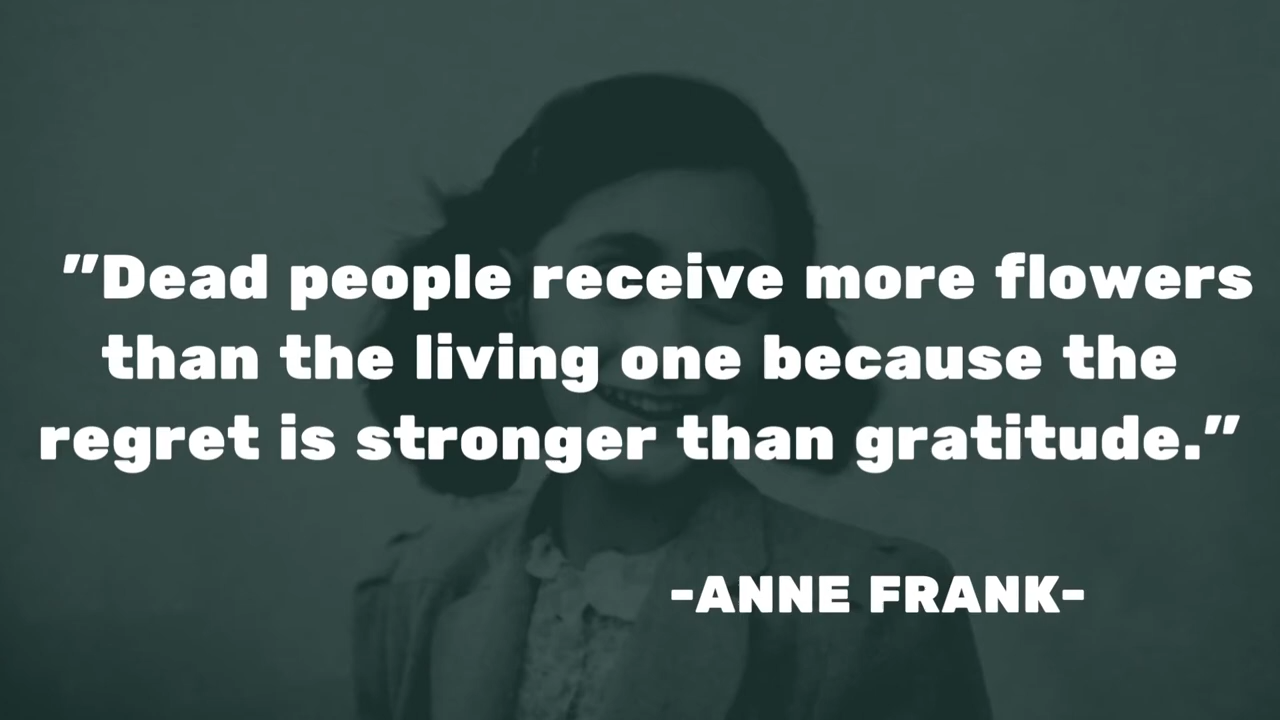 "Dead people receive more flowers
than the living one because the
regret is stronger than gratitude."
-ANNE FRANK-